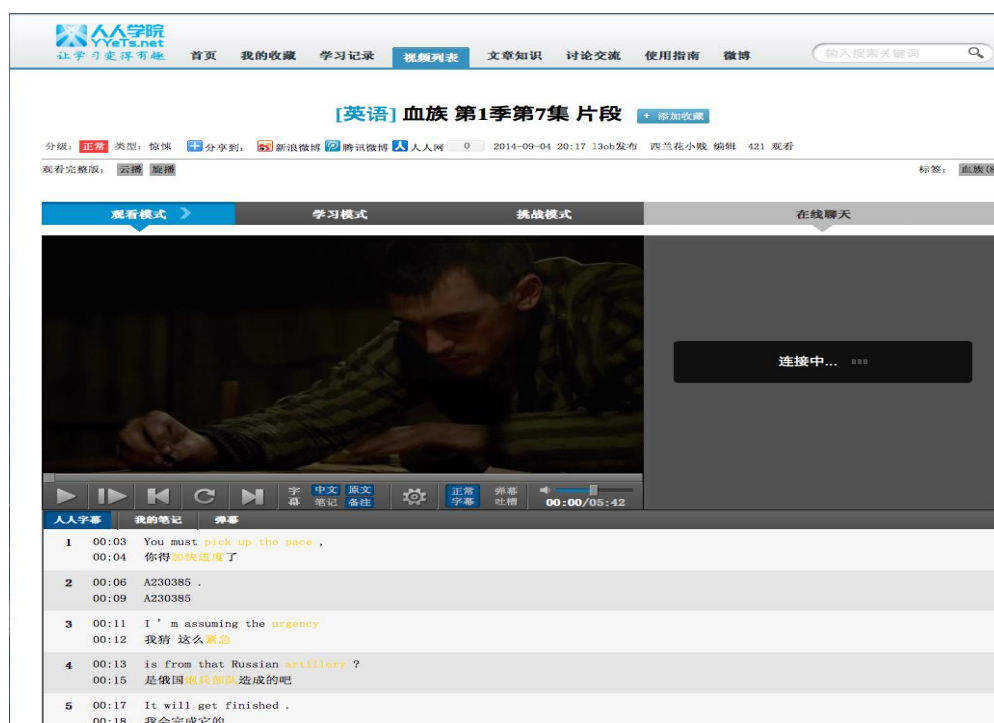 人人学院
YYeTs.net
让学习变得有趣
首页 我的收藏 学习记录 视频列表 文章知识 讨论交流 使用指南 微博
输入搜索关键词
[英语] 血族 第1季第7集 片段 + 添加收藏
分级: 正常 类型: 惊悚 分享到: 新浪微博 腾讯微博 人人网 0 2014-09-04 20:17 13ob发布 西兰花小贱 编辑 421 观看
观看完整版: 云播 旋播 标签: 血族(8
观看模式 学习模式 挑战模式 在线聊天
连接中...
字幕 中文 原文 笔记 备注 正常字幕 弹幕吐槽 00:00/05:42
人人字幕 我的笔记 弹幕
1 00:03 You must pick up the pace ,
00:04 你得加快进度了
2 00:06 A230385 .
00:09 A230385
3 00:11 I ' m assuming the urgency
00:12 我猜 这么紧急
4 00:13 is from that Russian artillery ?
00:15 是俄国炮兵部队造成的吧
5 00:17 It will get finished .
00:18 我会完成它的